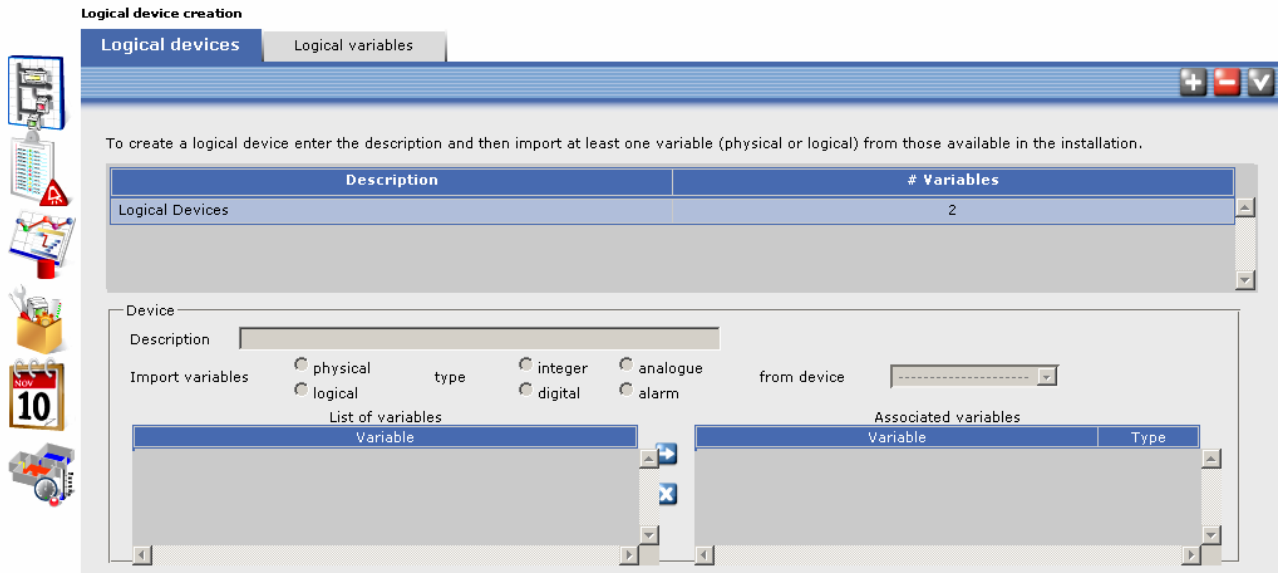 Logical device creation
Logical devices Logical variables
To create a logical device enter the description and then import at least one variable (physical or logical) from those available in the installation.
Description # Variables
Logical Devices 2
Device
Description
Import variables physical type integer analogue from device --------------------
logical digital alarm
List of variables Associated variables
Variable Variable Type
NOV
10